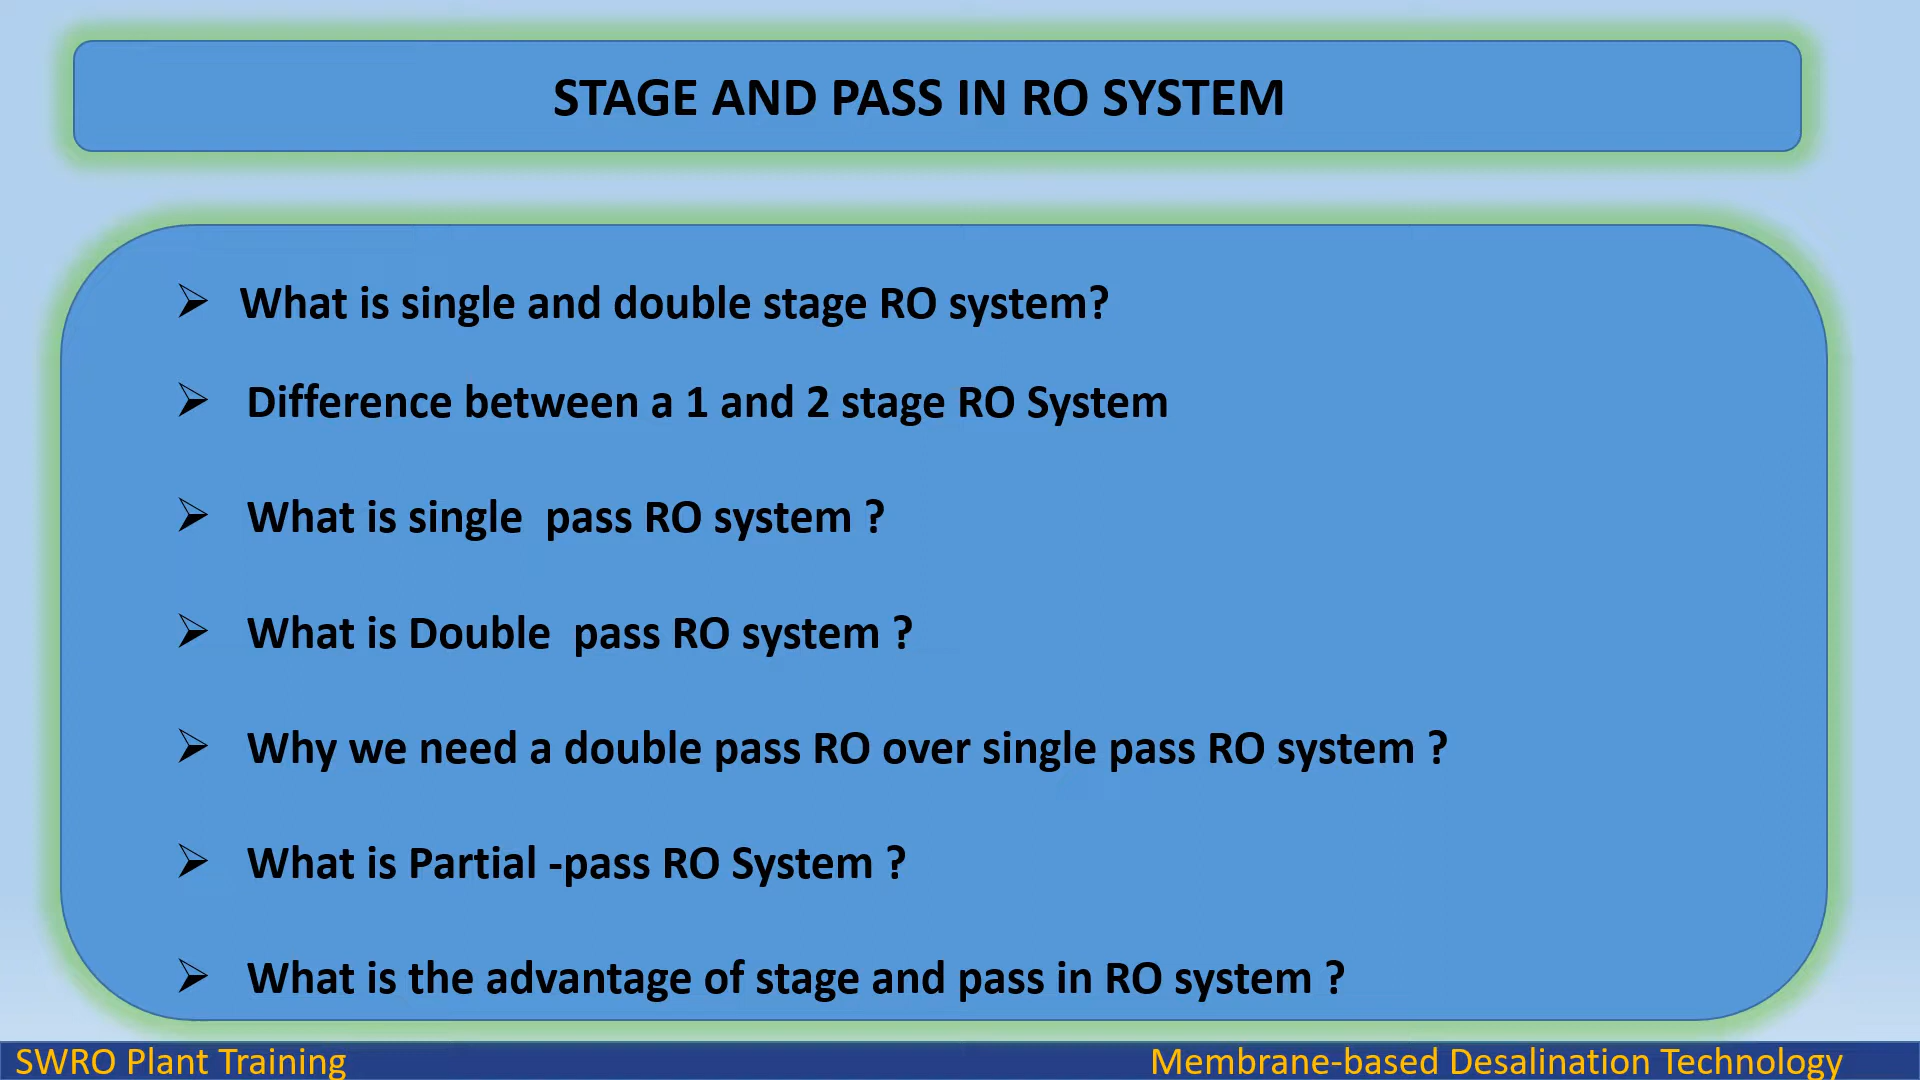 STAGE AND PASS IN RO SYSTEM
What is single and double stage RO system?
Difference between a 1 and 2 stage RO System
What is single  pass RO system ?
What is Double  pass RO system ?
Why we need a double pass RO over single pass RO system ?
What is Partial -pass RO System ?
What is the advantage of stage and pass in RO system ?
SWRO Plant Training
Membrane-based Desalination Technology